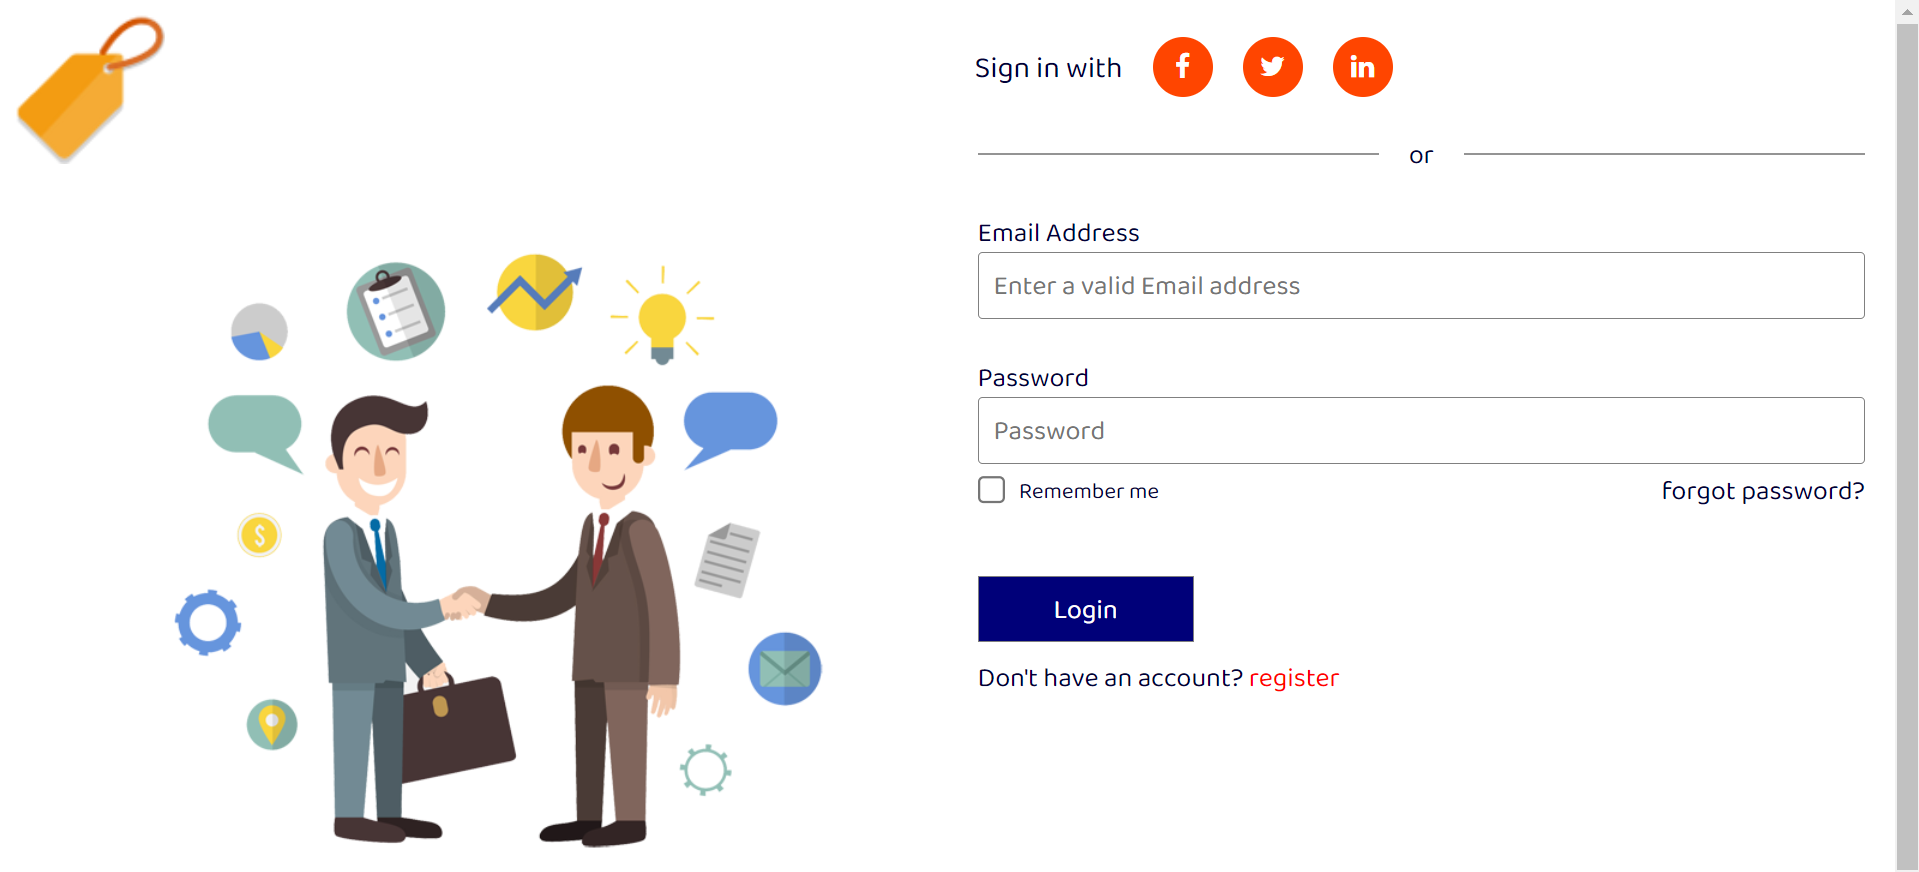 Sign in with
or
Email Address
Enter a valid Email address
Password
Password
Remember me
forgot password?
Login
Don't have an account? register
$